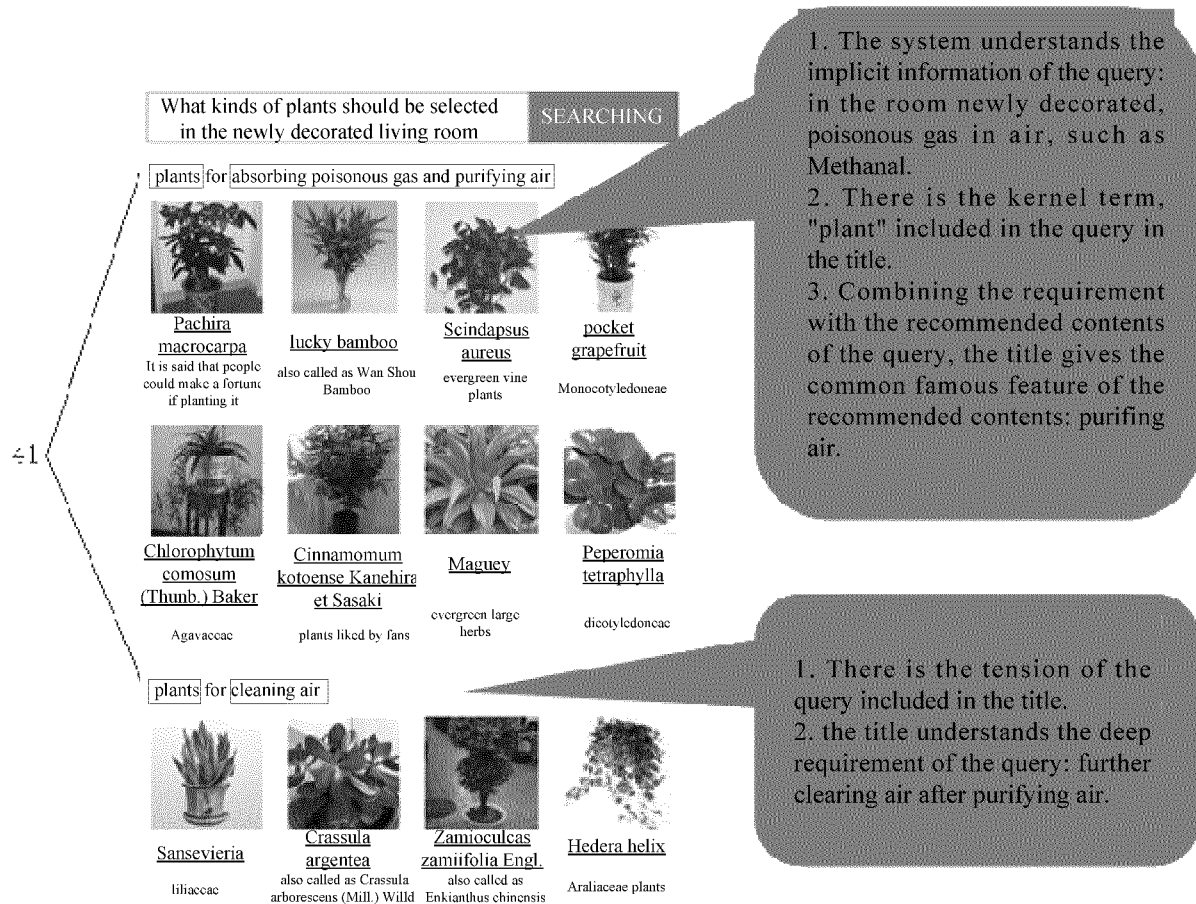 What kinds of plants should be selected
in the newly decorated living room
SEARCHING
plants for absorbing poisonous gas and purifying air
Pachira
macrocarpa
It is said that people
could make a fortune
if planting it
lucky bamboo
also called as Wan Shou
Bamboo
Scindapsus
aureus
evergreen vine
plants
pocket
grapefruit
Monocotyledoneae
41
Chlorophytum
comosum
(Thunb.) Baker
Agavaceae
Cinnamomum
kotoense Kanehira
et Sasaki
plants liked by fans
Maguey
evergreen large
herbs
Peperomia
tetraphylla
dicotyledoneae
plants for cleaning air
Sansevieria
liliaceae
Crassula
argentea
also called as Crassula
arborescens (Mill.) Willd
Zamioculcas
zamiifolia Engl.
also called as
Enkianthus chinensis
Hedera helix
Araliaceae plants
1. The system understands the
implicit information of the query:
in the room newly decorated,
poisonous gas in air, such as
Methanal.
2. There is the kernel term,
"plant" included in the query in
the title.
3. Combining the requirement
with the recommended contents
of the query, the title gives the
common famous feature of the
recommended contents: purifing
air.
1. There is the tension of the
query included in the title.
2. the title understands the deep
requirement of the query: further
clearing air after purifying air.